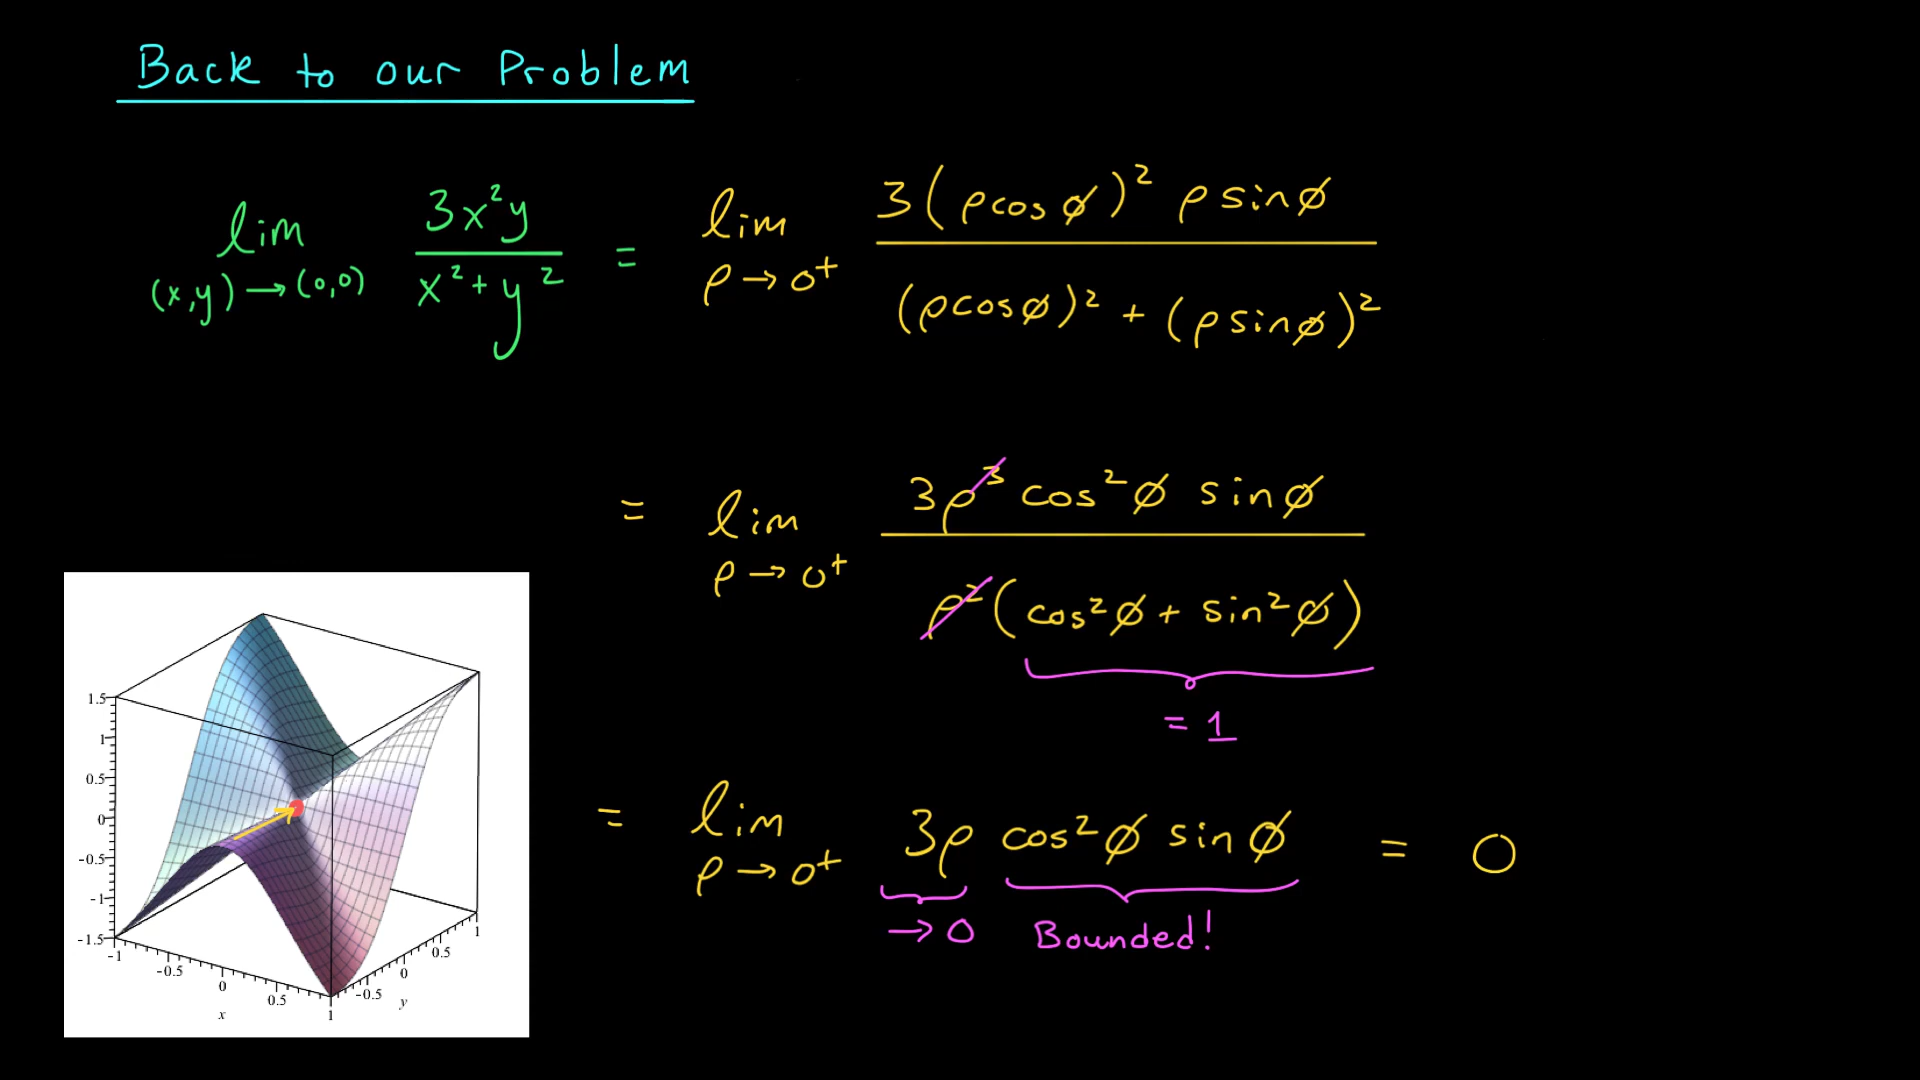 Back to our Problem
lim (x,y)→(0,0) 3x²y / x²+y² = lim ρ→0⁺ 3(ρcosφ)² ρsinφ / (ρcosφ)² + (ρsinφ)²
= lim ρ→0⁺ 3ρ³ cos²φ sinφ / ρ²(cos²φ + sin²φ)
= 1
= lim ρ→0⁺ 3ρ cos²φ sinφ = 0
→0 Bounded!
1.5
1
0.5
0
-0.5
-1
-1.5
-1 -0.5 0 0.5 1
x
-0.5 0 0.5 1
y